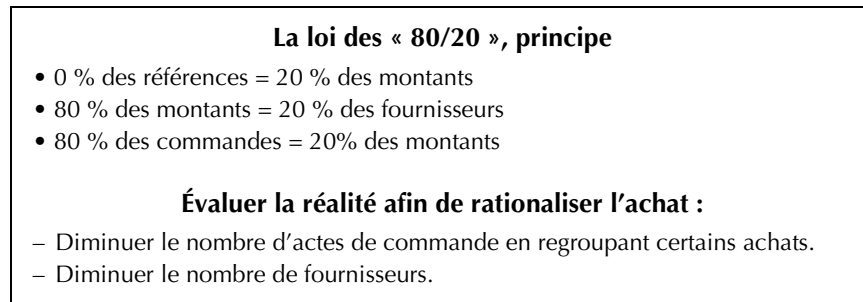 La loi des « 80/20 », principe
• 0 % des références = 20 % des montants
• 80 % des montants = 20 % des fournisseurs
• 80 % des commandes = 20% des montants
Évaluer la réalité afin de rationaliser l’achat :
– Diminuer le nombre d’actes de commande en regroupant certains achats.
– Diminuer le nombre de fournisseurs.